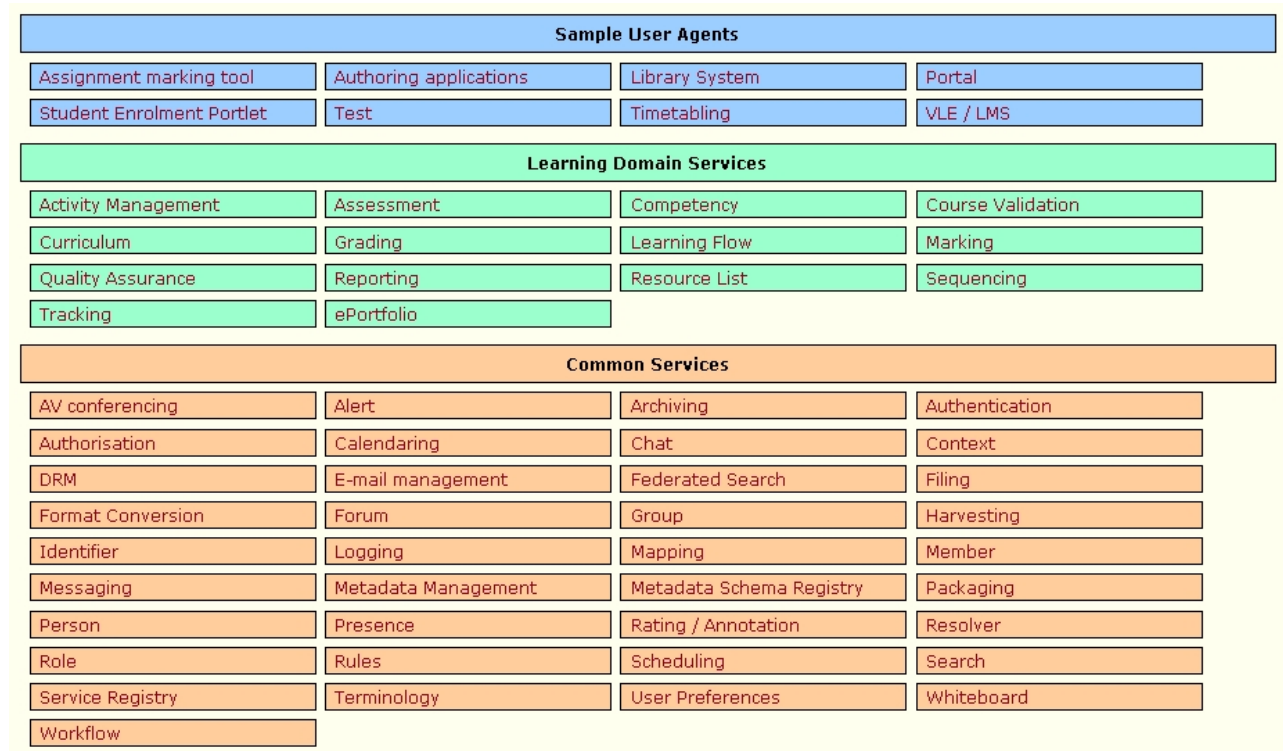 Sample User Agents
Assignment marking tool Authoring applications Library System Portal
Student Enrolment Portlet Test Timetabling VLE / LMS
Learning Domain Services
Activity Management Assessment Competency Course Validation
Curriculum Grading Learning Flow Marking
Quality Assurance Reporting Resource List Sequencing
Tracking ePortfolio
Common Services
AV conferencing Alert Archiving Authentication
Authorisation Calendaring Chat Context
DRM E-mail management Federated Search Filing
Format Conversion Forum Group Harvesting
Identifier Logging Mapping Member
Messaging Metadata Management Metadata Schema Registry Packaging
Person Presence Rating / Annotation Resolver
Role Rules Scheduling Search
Service Registry Terminology User Preferences Whiteboard
Workflow